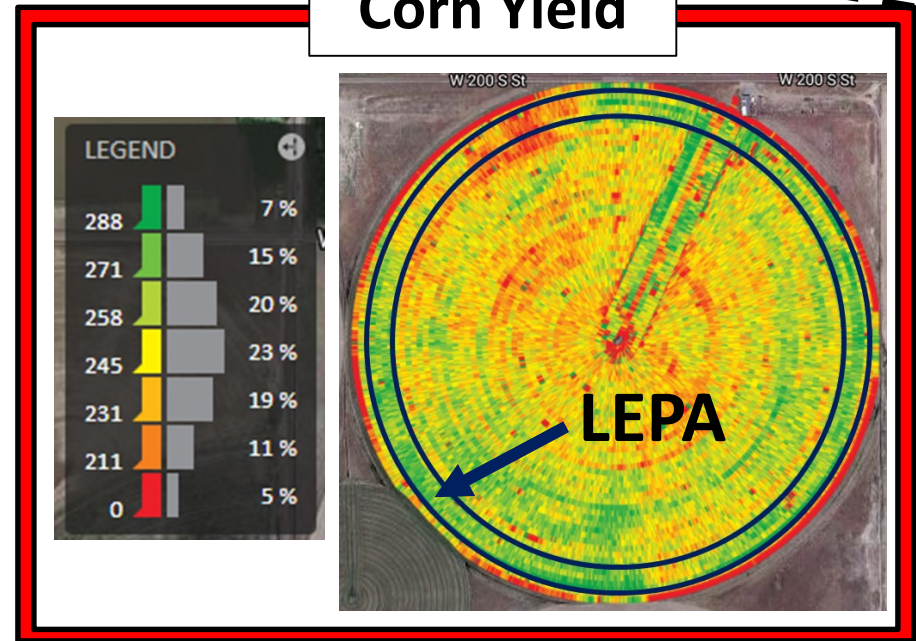 Corn Yield
W 200 S St
W 200 S St
LEGEND
288 7 %
271 15 %
258 20 %
245 23 %
231 19 %
211 11 %
0 5 %
LEPA